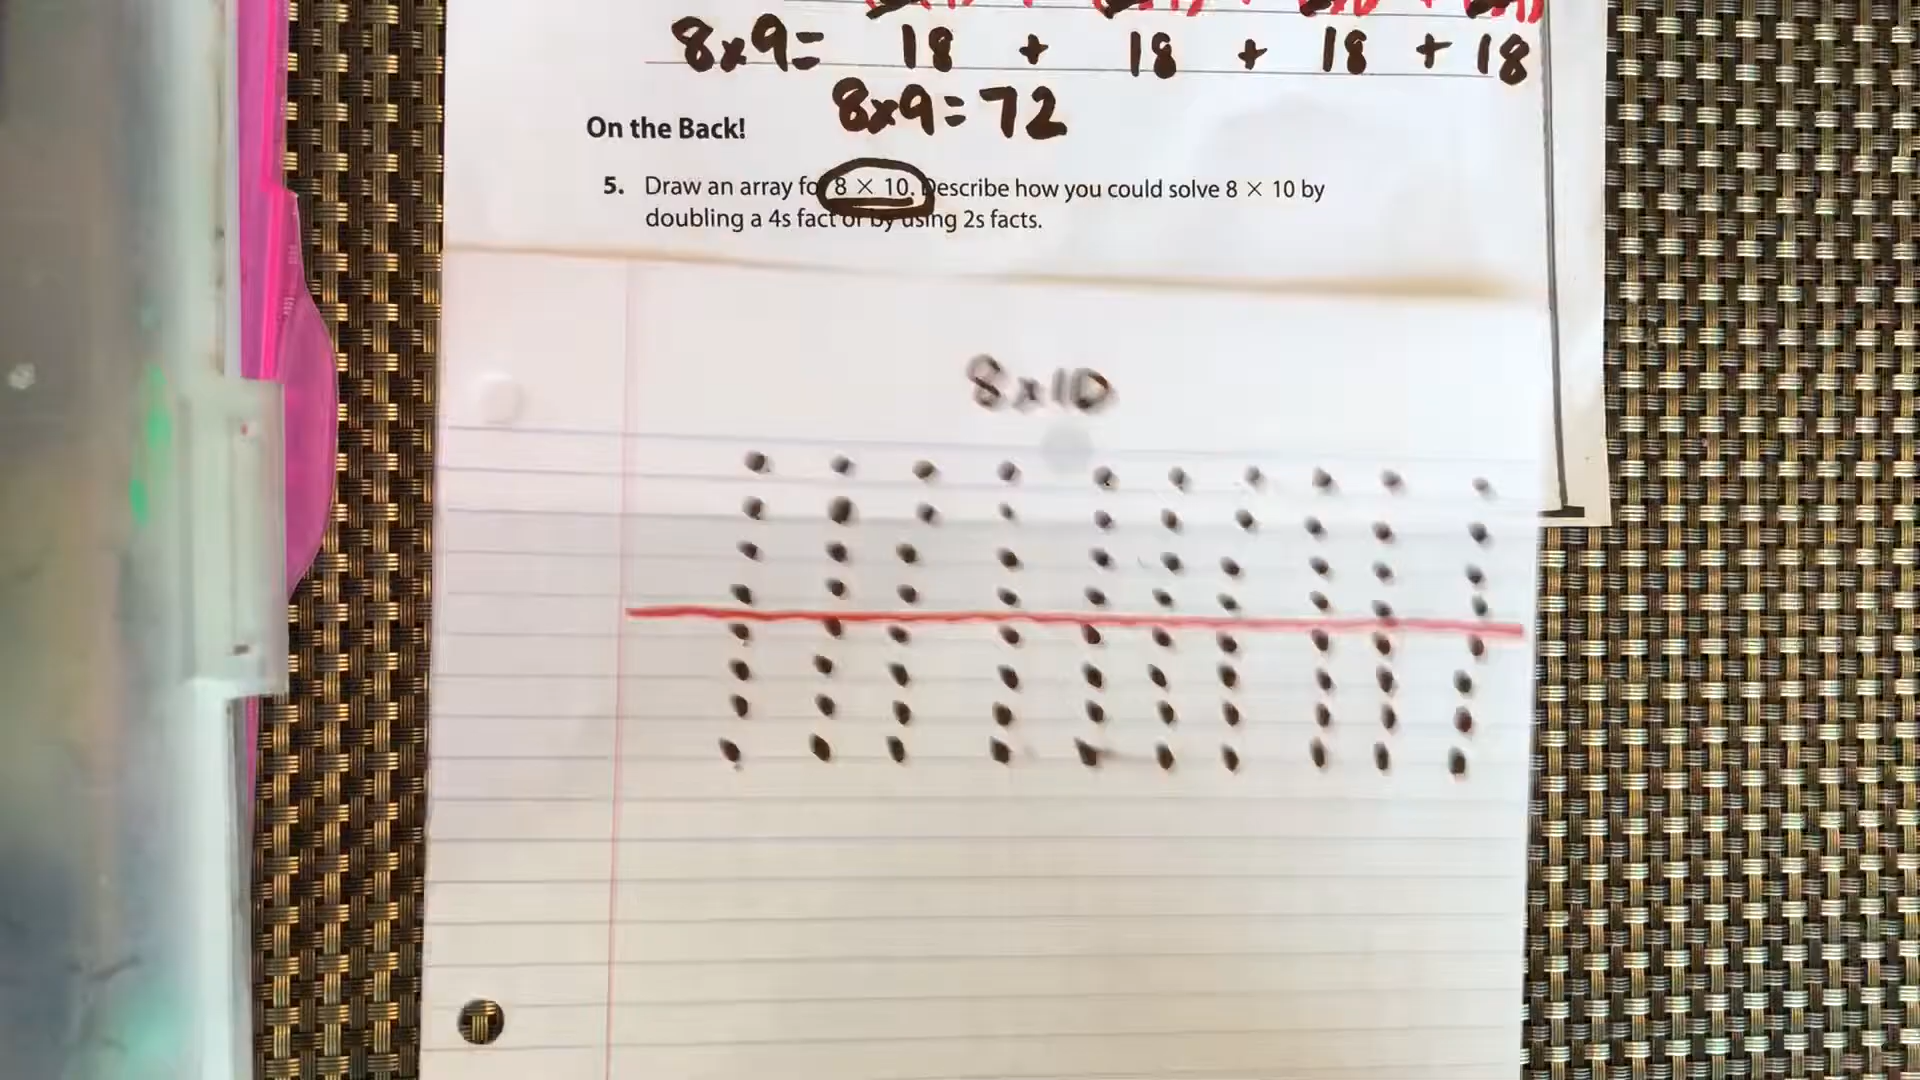 8x9= 18 + 18 + 18 + 18
8x9=72
On the Back!
5. Draw an array for 8 × 10. Describe how you could solve 8 × 10 by
doubling a 4s fact or by using 2s facts.
8x10